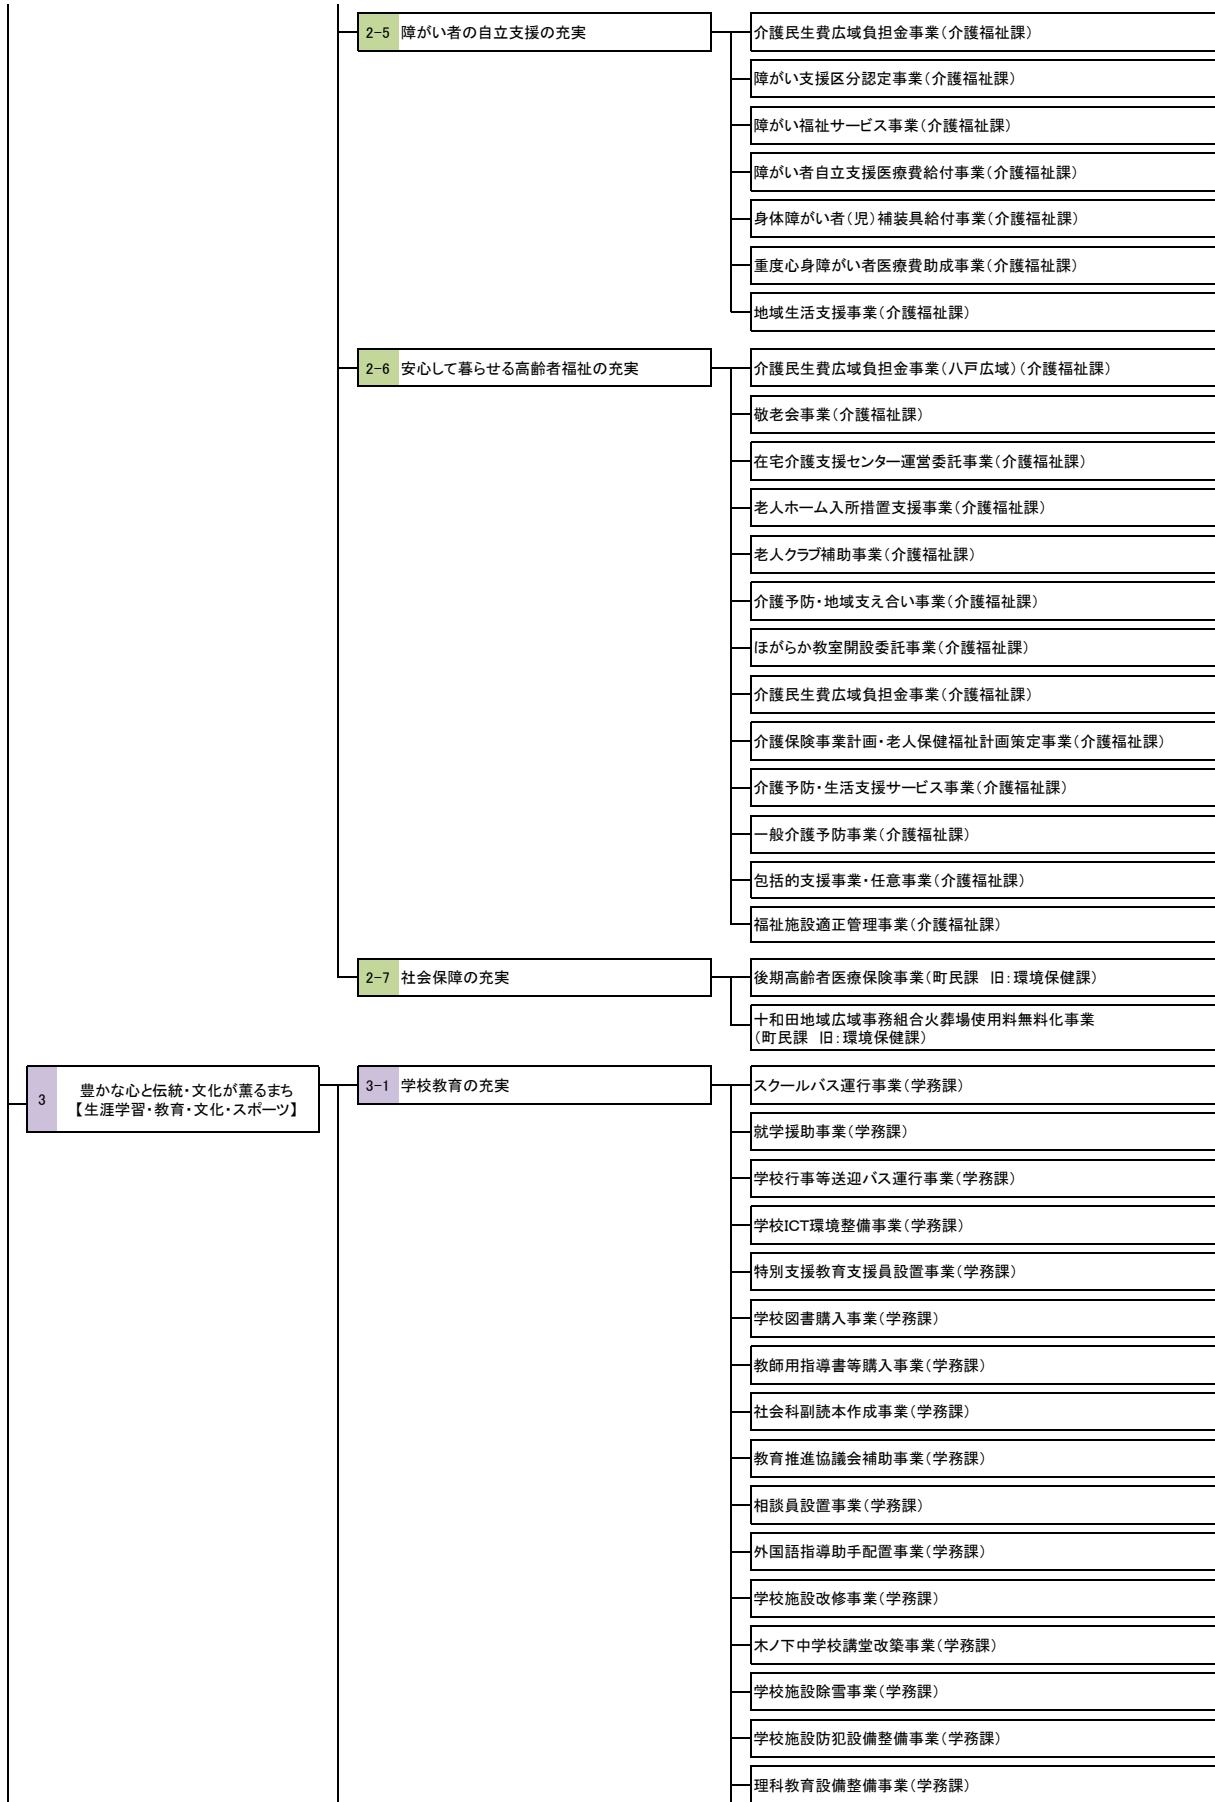 2-5 障がい者の自立支援の充実
介護民生費広域負担金事業(介護福祉課)
障がい支援区分認定事業(介護福祉課)
障がい福祉サービス事業(介護福祉課)
障がい者自立支援医療費給付事業(介護福祉課)
身体障がい者(児)補装具給付事業(介護福祉課)
重度心身障がい者医療費助成事業(介護福祉課)
地域生活支援事業(介護福祉課)
2-6 安心して暮らせる高齢者福祉の充実
介護民生費広域負担金事業(八戸広域)(介護福祉課)
敬老会事業(介護福祉課)
在宅介護支援センター運営委託事業(介護福祉課)
老人ホーム入所措置支援事業(介護福祉課)
老人クラブ補助事業(介護福祉課)
介護予防・地域支え合い事業(介護福祉課)
ほがらか教室開設委託事業(介護福祉課)
介護民生費広域負担金事業(介護福祉課)
介護保険事業計画・老人保健福祉計画策定事業(介護福祉課)
介護予防・生活支援サービス事業(介護福祉課)
一般介護予防事業(介護福祉課)
包括的支援事業・任意事業(介護福祉課)
福祉施設適正管理事業(介護福祉課)
2-7 社会保障の充実
後期高齢者医療保険事業(町民課 旧:環境保健課)
十和田地域広域事務組合火葬場使用料無料化事業
(町民課 旧:環境保健課)
3 豊かな心と伝統・文化が薫るまち
【生涯学習・教育・文化・スポーツ】
3-1 学校教育の充実
スクールバス運行事業(学務課)
就学援助事業(学務課)
学校行事等送迎バス運行事業(学務課)
学校ICT環境整備事業(学務課)
特別支援教育支援員設置事業(学務課)
学校図書購入事業(学務課)
教師用指導書等購入事業(学務課)
社会科副読本作成事業(学務課)
教育推進協議会補助事業(学務課)
相談員設置事業(学務課)
外国語指導助手配置事業(学務課)
学校施設改修事業(学務課)
木ノ下中学校講堂改築事業(学務課)
学校施設除雪事業(学務課)
学校施設防犯設備整備事業(学務課)
理科教育設備整備事業(学務課)